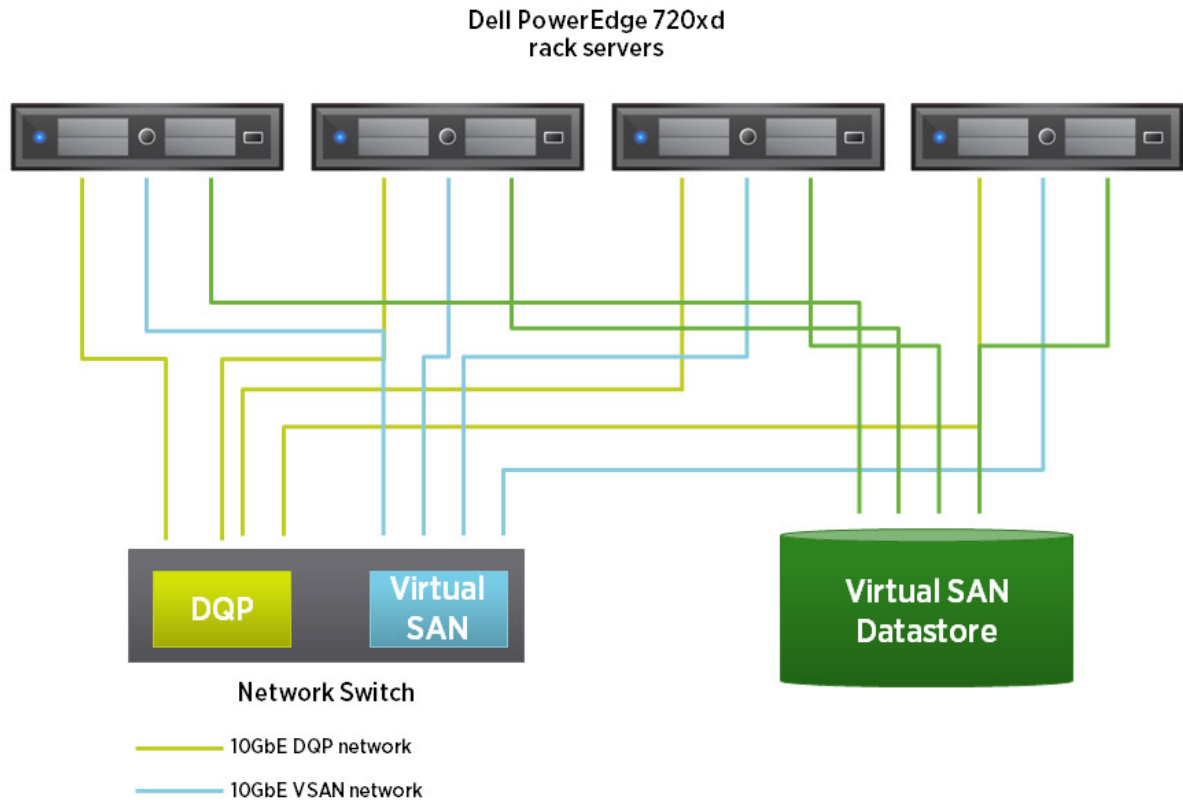 Dell PowerEdge 720xd
rack servers
DQP
Virtual
SAN
Virtual SAN
Datastore
Network Switch
10GbE DQP network
10GbE VSAN network